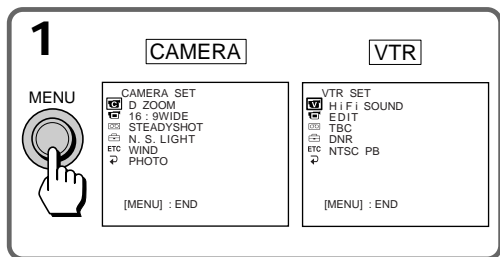 1
CAMERA
VTR
MENU
CAMERA SET
D ZOOM
16 : 9WIDE
STEADYSHOT
N. S. LIGHT
ETC WIND
PHOTO
[MENU] : END
VTR SET
HiFi SOUND
EDIT
TBC
DNR
ETC NTSC PB
[MENU] : END